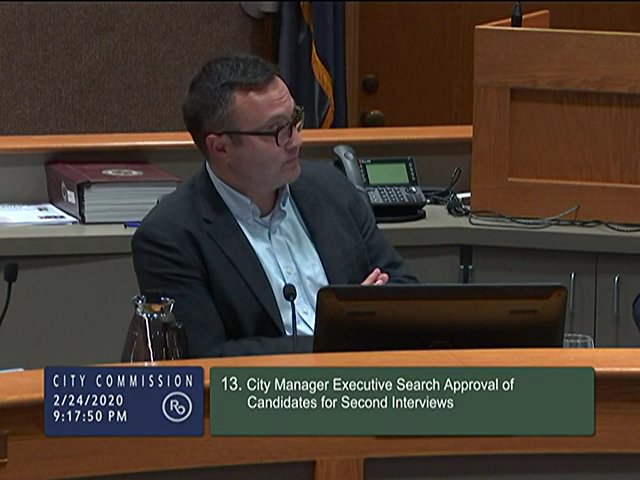 CITY COMMISSION
2/24/2020
9:17:50 PM
13. City Manager Executive Search Approval of
Candidates for Second Interviews